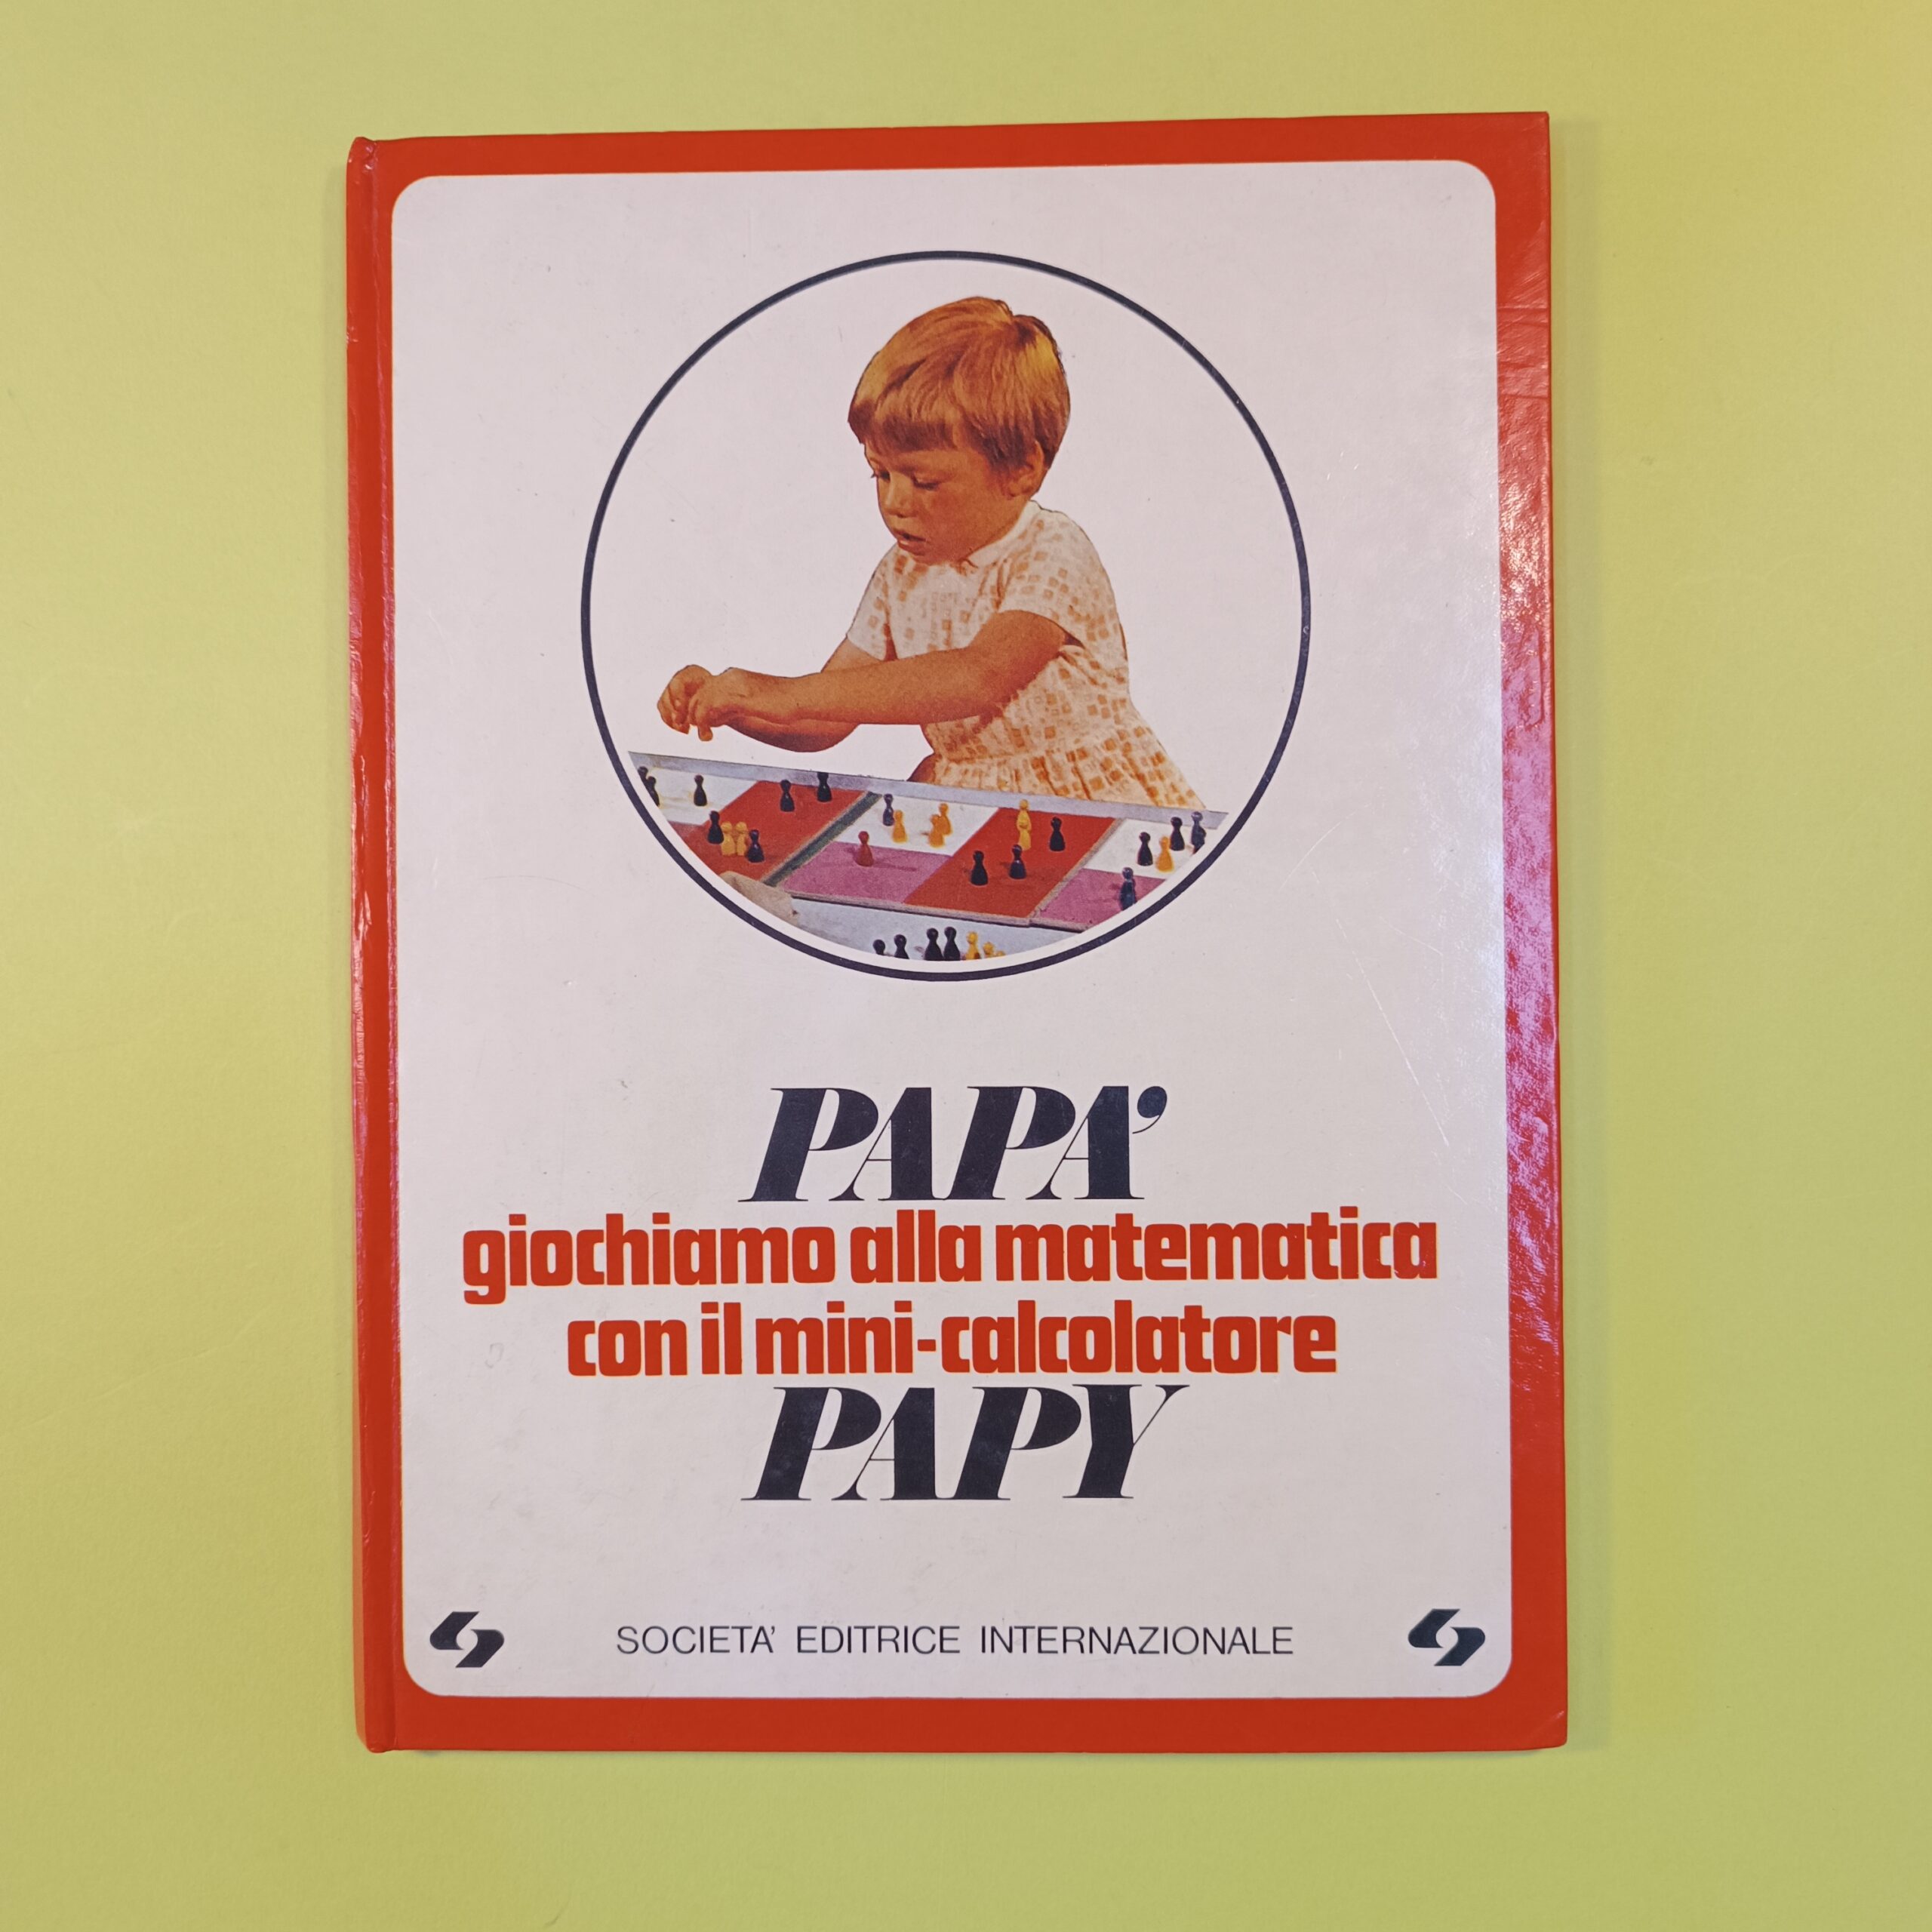 PAPA'
giochiamo alla matematica
con il mini-calcolatore
PAPY
SOCIETA' EDITRICE INTERNAZIONALE